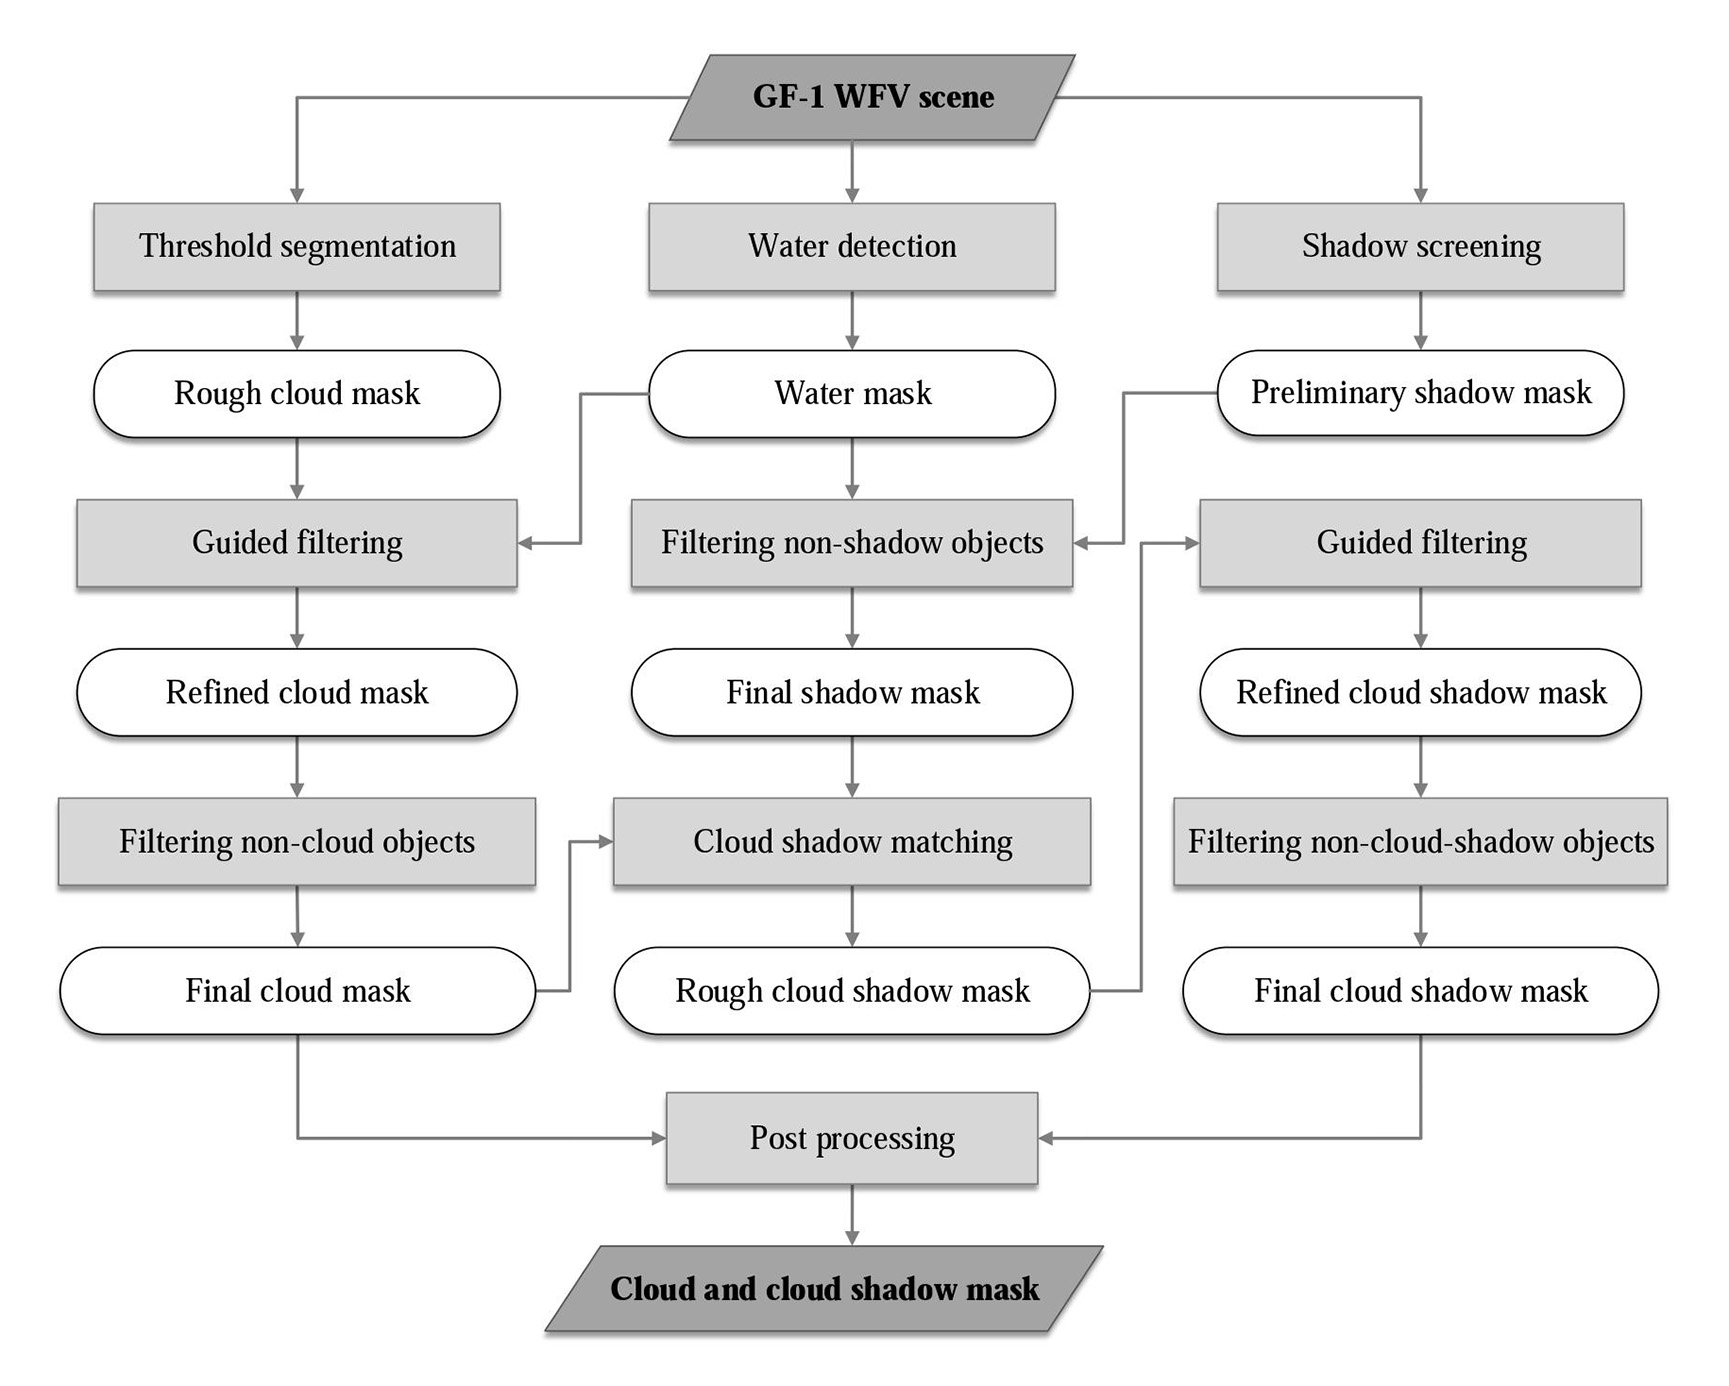 GF-1 WFV scene
Threshold segmentation
Water detection
Shadow screening
Rough cloud mask
Water mask
Preliminary shadow mask
Guided filtering
Filtering non-shadow objects
Guided filtering
Refined cloud mask
Final shadow mask
Refined cloud shadow mask
Filtering non-cloud objects
Cloud shadow matching
Filtering non-cloud-shadow objects
Final cloud mask
Rough cloud shadow mask
Final cloud shadow mask
Post processing
Cloud and cloud shadow mask